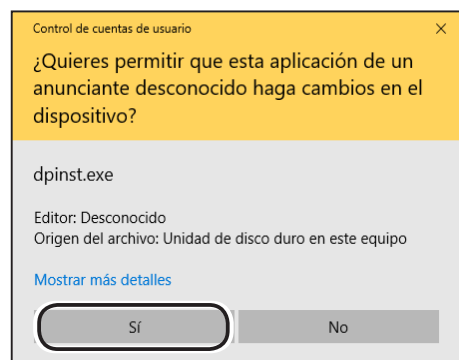 Control de cuentas de usuario
¿Quieres permitir que esta aplicación de un
anunciante desconocido haga cambios en el
dispositivo?
dpinst.exe
Editor: Desconocido
Origen del archivo: Unidad de disco duro en este equipo
Mostrar más detalles
Sí
No